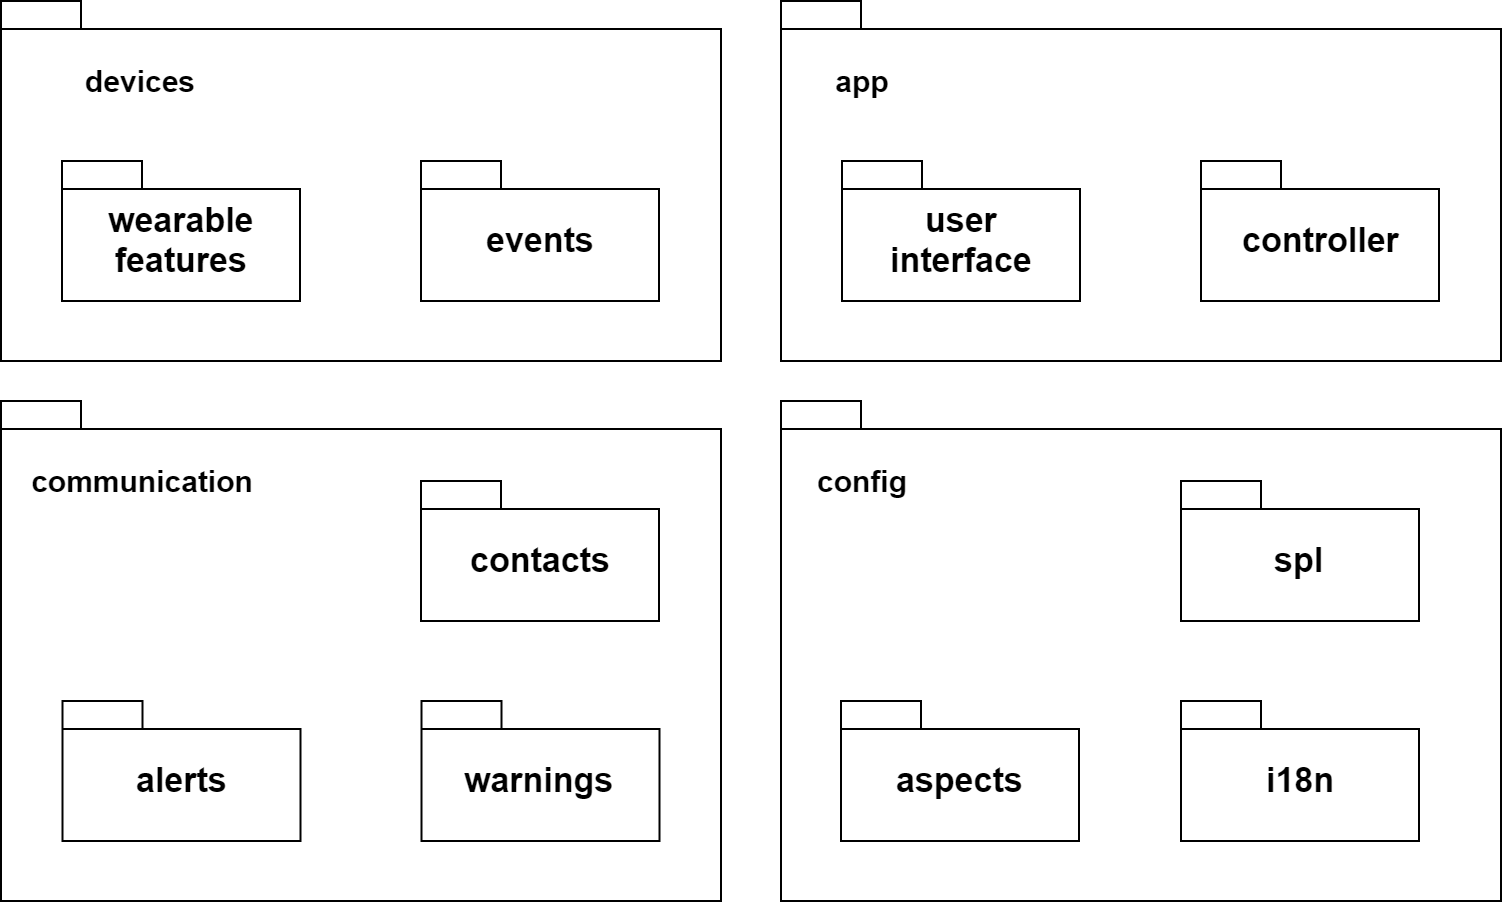 devices
wearable
features
events
app
user
interface
controller
communication
contacts
alerts
warnings
config
spl
aspects
i18n